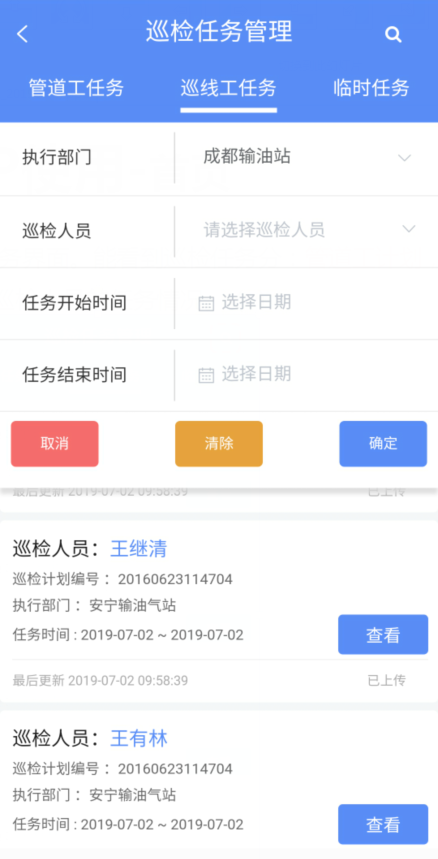 巡检任务管理
管道工任务 巡线工任务 临时任务
执行部门 成都输油站
巡检人员 请选择巡检人员
任务开始时间 选择日期
任务结束时间 选择日期
取消 清除 确定
最后更新 2019-07-02 09:58:39 已上传
巡检人员：王继清
巡检计划编号：20160623114704
执行部门：安宁输油气站
任务时间 : 2019-07-02 ~ 2019-07-02
查看
最后更新 2019-07-02 09:58:39 已上传
巡检人员：王有林
巡检计划编号：20160623114704
执行部门：安宁输油气站
任务时间 : 2019-07-02 ~ 2019-07-02
查看